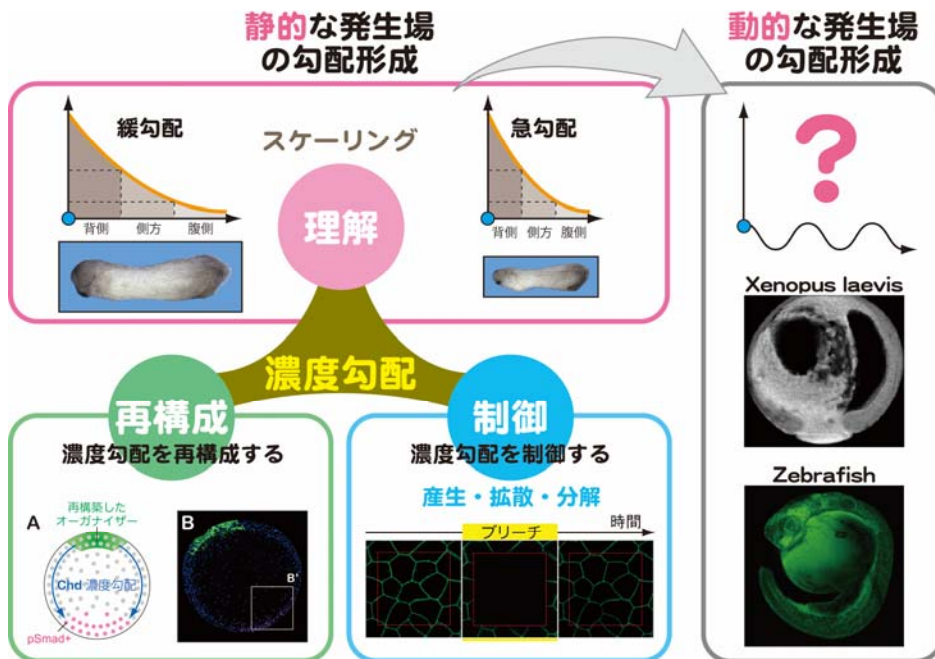 静的な発生場
の勾配形成
動的な発生場
の勾配形成
緩勾配
スケーリング
急勾配
背側 側方 腹側
理解
背側 側方 腹側
?
Xenopus laevis
濃度勾配
再構成
制御
濃度勾配を再構成する
濃度勾配を制御する
Zebrafish
産生・拡散・分解
A
再構築した
オーガナイザー
B
ブリーチ
時間
Chd 濃度勾配
B'
pSmad+